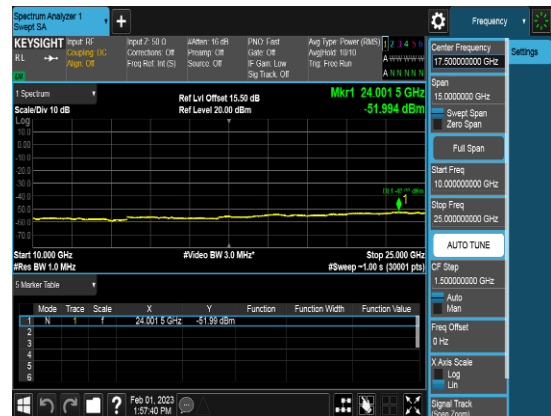 Spectrum Analyzer 1
Swept SA
Frequency
KEYSIGHT
RL
Input: RF
Coupling: DC
Align: Off
Input Z: 50 Ω
Corrections: Off
Freq Ref: Int (S)
#Atten: 16 dB
Preamp: Off
Source: Off
PNO: Fast
Gate: Off
IF Gain: Low
Sig Track: Off
Avg Type: Power (RMS)
Avg|Hold: 10/10
Trig: Free Run
1 2 3 4 5 6
A W W W W W
A N N N N N
1 Spectrum
Scale/Div 10 dB
Log
Ref Lvl Offset 15.50 dB
Ref Level 20.00 dBm
Mkr1 24.001 5 GHz
-51.994 dBm
10.0
0.00
-10.0
-20.0
-30.0
-40.0
-50.0
-60.0
-70.0
1
Start 10.000 GHz
#Res BW 1.0 MHz
#Video BW 3.0 MHz*
Stop 25.000 GHz
#Sweep ~1.00 s (30001 pts)
5 Marker Table
Mode Trace Scale X Y Function Function Width Function Value
1 N 1 f 24.001 5 GHz -51.99 dBm
2
3
4
5
6
Feb 01, 2023
1:57:40 PM
Center Frequency
17.500000000 GHz
Settings
Span
15.0000000 GHz
Swept Span
Zero Span
Full Span
Start Freq
10.000000000 GHz
Stop Freq
25.000000000 GHz
AUTO TUNE
CF Step
1.500000000 GHz
Auto
Man
Freq Offset
0 Hz
X Axis Scale
Log
Lin
Signal Track
(Span Zoom)